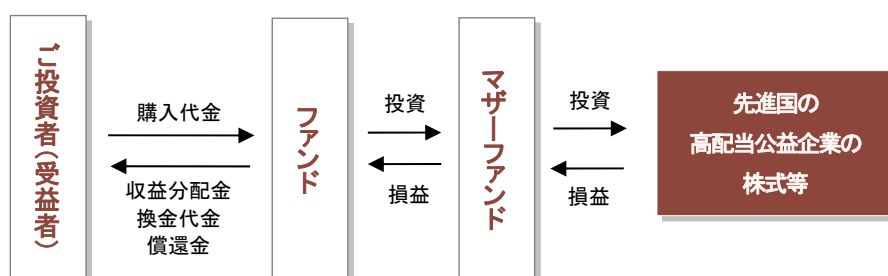 ご投資者(受益者)
購入代金
収益分配金
換金代金
償還金
ファンド
投資
損益
マザーファンド
投資
損益
先進国の
高配当公益企業の
株式等